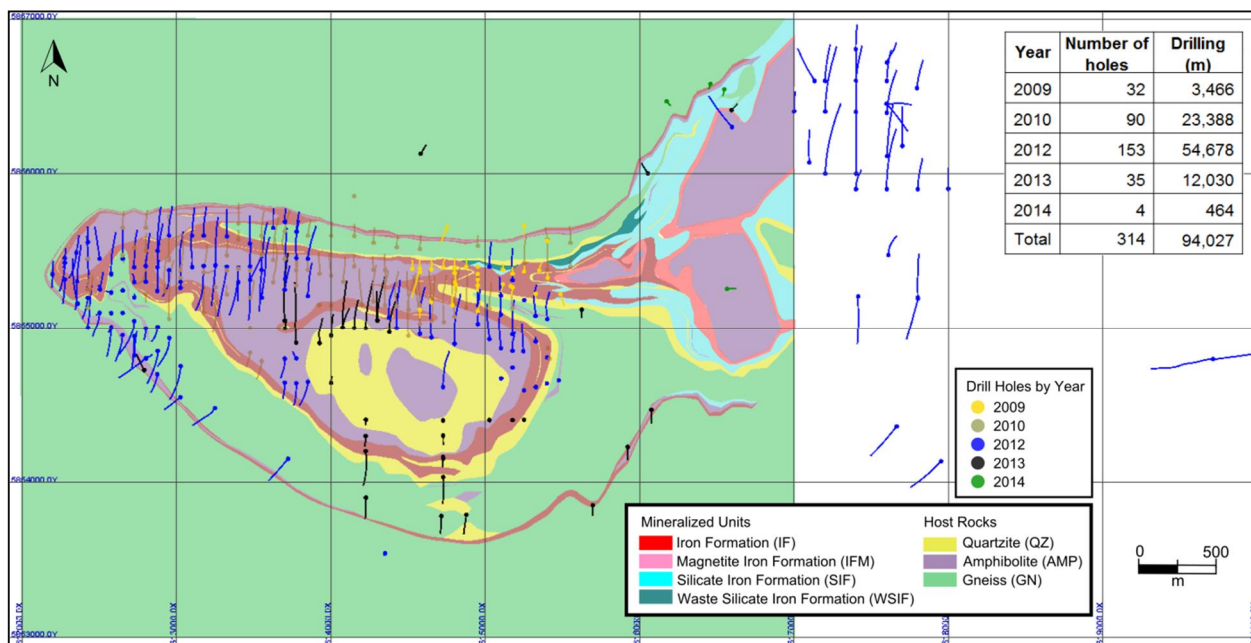 5867000.0Y
N
Year Number of holes Drilling (m)
2009 32 3,466
2010 90 23,388
2012 153 54,678
2013 35 12,030
2014 4 464
Total 314 94,027
5866000.0Y
5865000.0Y
Drill Holes by Year
2009
2010
2012
2013
2014
5864000.0Y
Mineralized Units
Iron Formation (IF)
Magnetite Iron Formation (IFM)
Silicate Iron Formation (SIF)
Waste Silicate Iron Formation (WSIF)
Host Rocks
Quartzite (QZ)
Amphibolite (AMP)
Gneiss (GN)
0 500
m
5863000.0Y